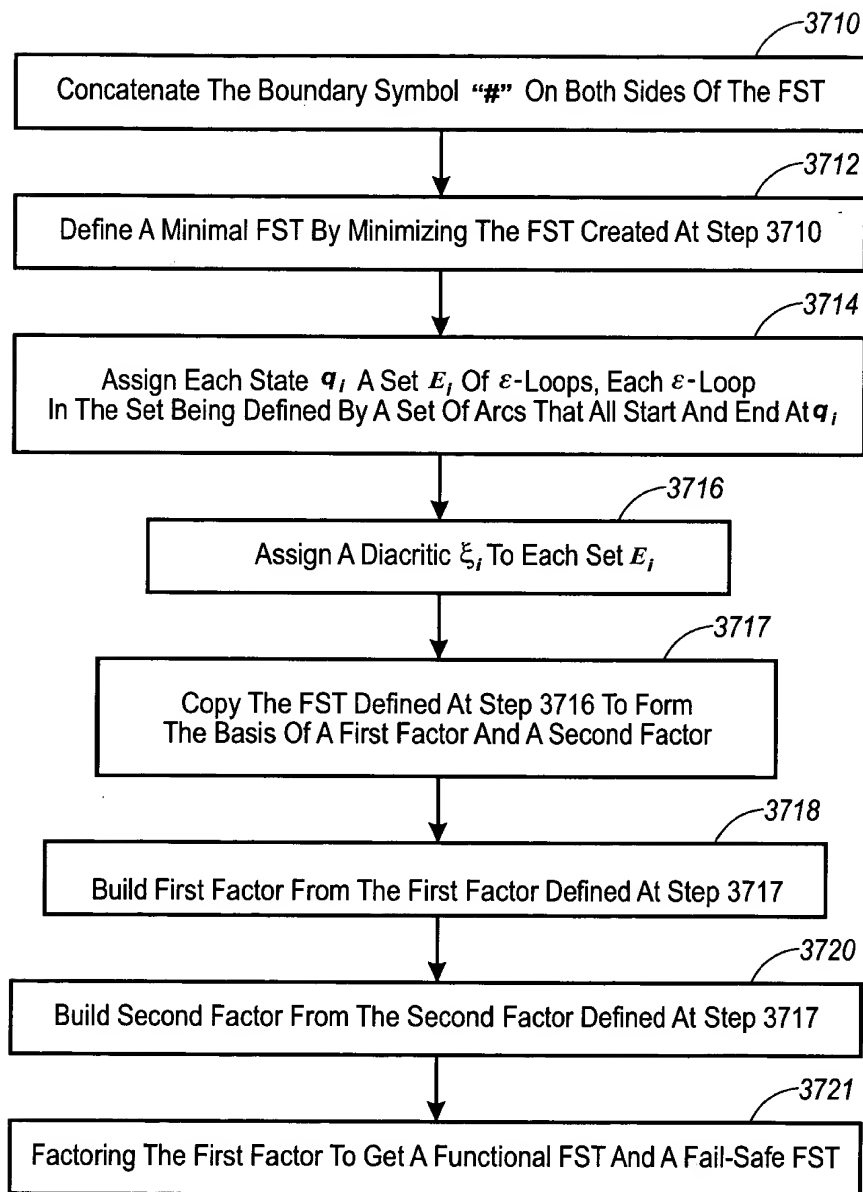 3710
Concatenate The Boundary Symbol "#" On Both Sides Of The FST
3712
Define A Minimal FST By Minimizing The FST Created At Step 3710
3714
Assign Each State qi A Set Ei Of ε-Loops, Each ε-Loop
In The Set Being Defined By A Set Of Arcs That All Start And End At qi
3716
Assign A Diacritic ξi To Each Set Ei
3717
Copy The FST Defined At Step 3716 To Form
The Basis Of A First Factor And A Second Factor
3718
Build First Factor From The First Factor Defined At Step 3717
3720
Build Second Factor From The Second Factor Defined At Step 3717
3721
Factoring The First Factor To Get A Functional FST And A Fail-Safe FST